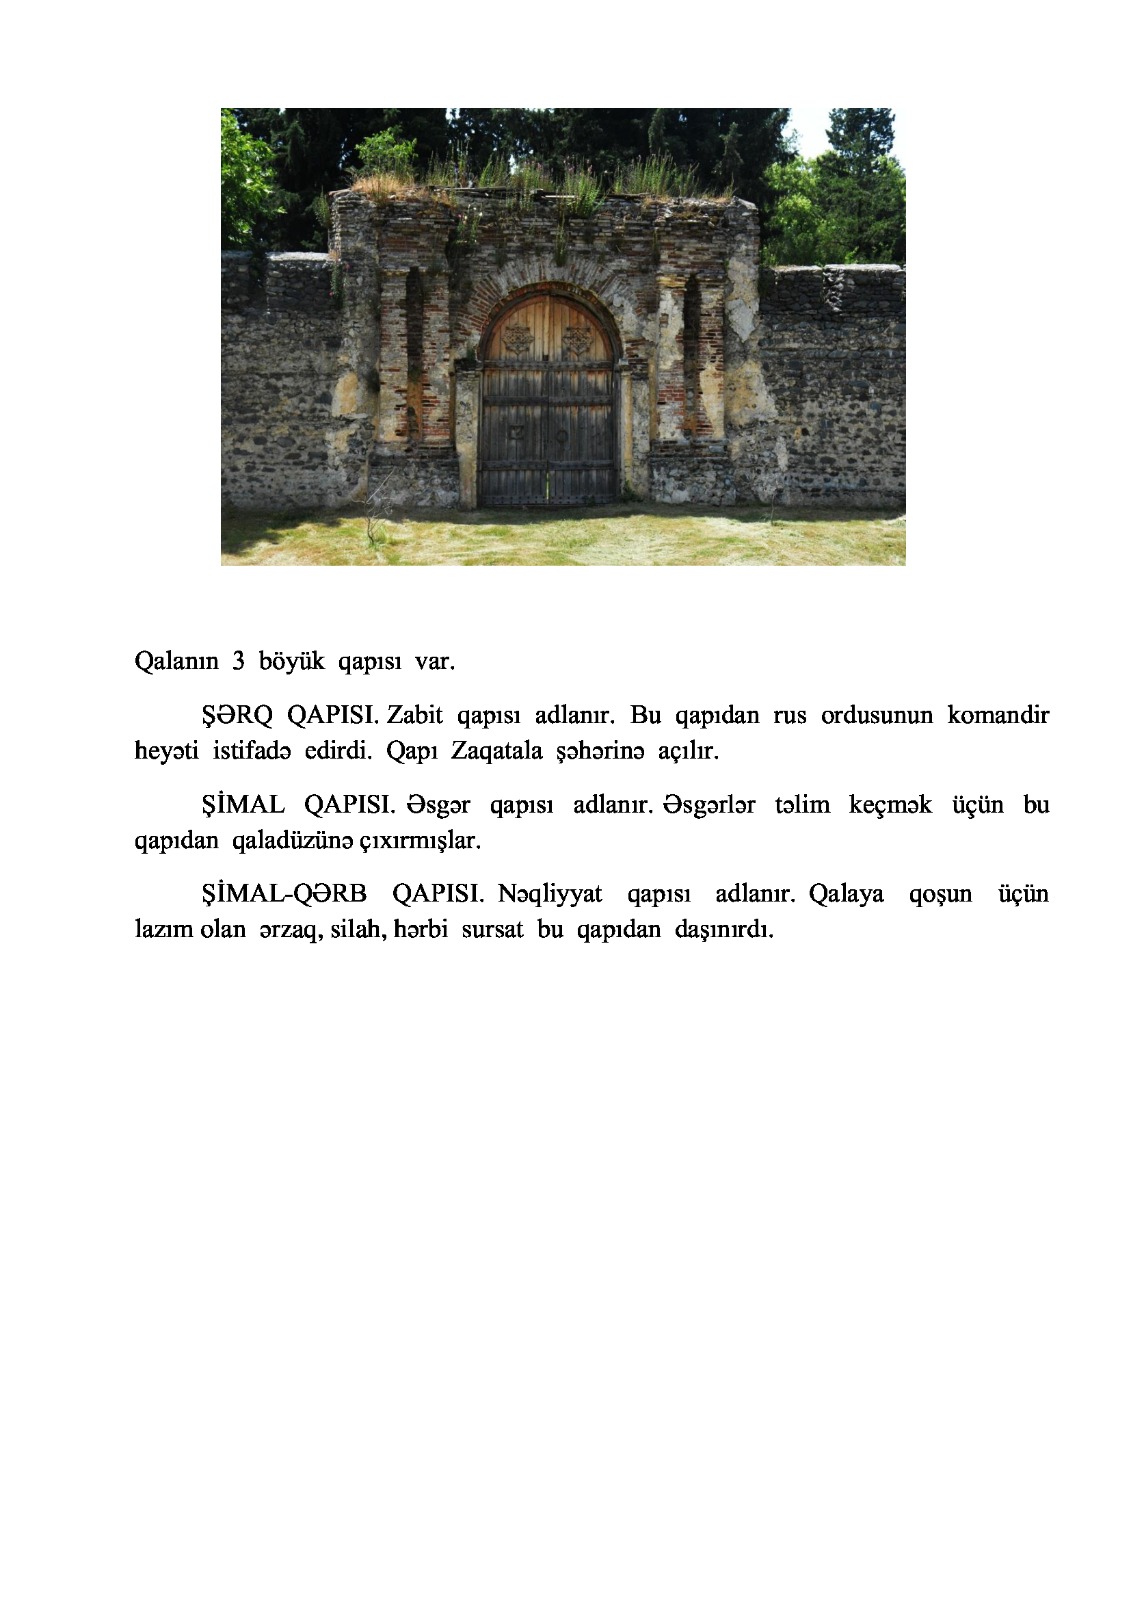 Qalanın 3 böyük qapısı var.
ŞƏRQ QAPISI. Zabit qapısı adlanır. Bu qapıdan rus ordusunun komandir
heyəti istifadə edirdi. Qapı Zaqatala şəhərinə açılır.
ŞİMAL QAPISI. Əsgər qapısı adlanır. Əsgərlər təlim keçmək üçün bu
qapıdan qaladüzünə çıxırmışlar.
ŞİMAL-QƏRB QAPISI. Nəqliyyat qapısı adlanır. Qalaya qoşun üçün
lazım olan ərzaq, silah, hərbi sursat bu qapıdan daşınırdı.